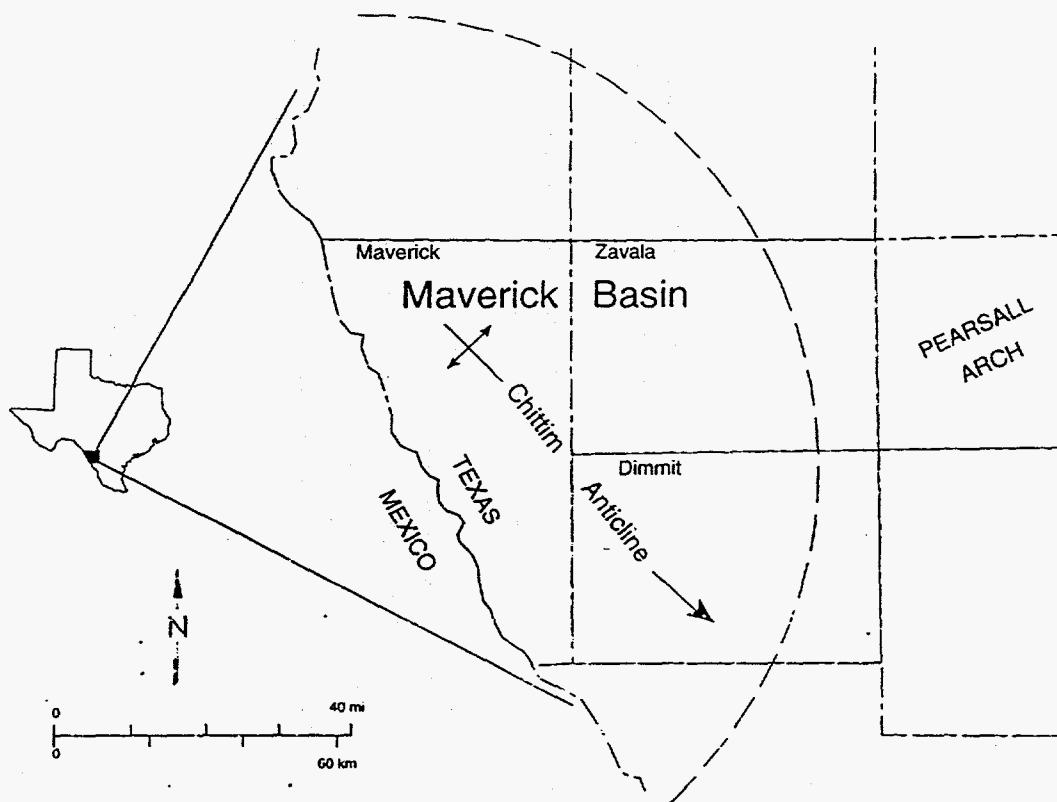 Maverick
Zavala
Maverick Basin
PEARSALL
ARCH
Chittim
Anticline
Dimmit
TEXAS
MEXICO
N
0
40 mi
0
60 km